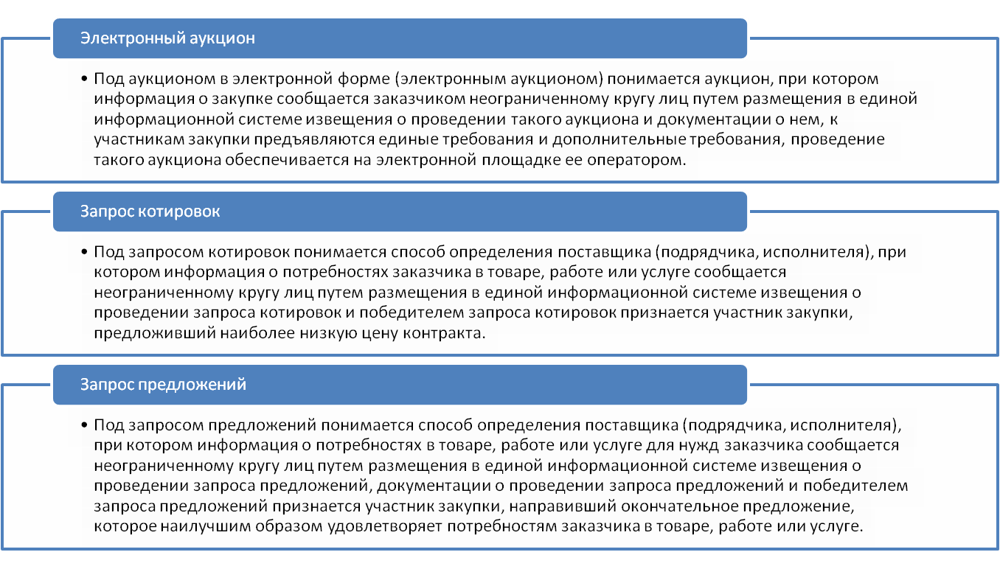 Электронный аукцион
• Под аукционом в электронной форме (электронным аукционом) понимается аукцион, при котором
информация о закупке сообщается заказчиком неограниченному кругу лиц путем размещения в единой
информационной системе извещения о проведении такого аукциона и документации о нем, к
участникам закупки предъявляются единые требования и дополнительные требования, проведение
такого аукциона обеспечивается на электронной площадке ее оператором.
Запрос котировок
• Под запросом котировок понимается способ определения поставщика (подрядчика, исполнителя), при
котором информация о потребностях заказчика в товаре, работе или услуге сообщается
неограниченному кругу лиц путем размещения в единой информационной системе извещения о
проведении запроса котировок и победителем запроса котировок признается участник закупки,
предложивший наиболее низкую цену контракта.
Запрос предложений
• Под запросом предложений понимается способ определения поставщика (подрядчика, исполнителя),
при котором информация о потребностях в товаре, работе или услуге для нужд заказчика сообщается
неограниченному кругу лиц путем размещения в единой информационной системе извещения о
проведении запроса предложений, документации о проведении запроса предложений и победителем
запроса предложений признается участник закупки, направивший окончательное предложение,
которое наилучшим образом удовлетворяет потребностям заказчика в товаре, работе или услуге.